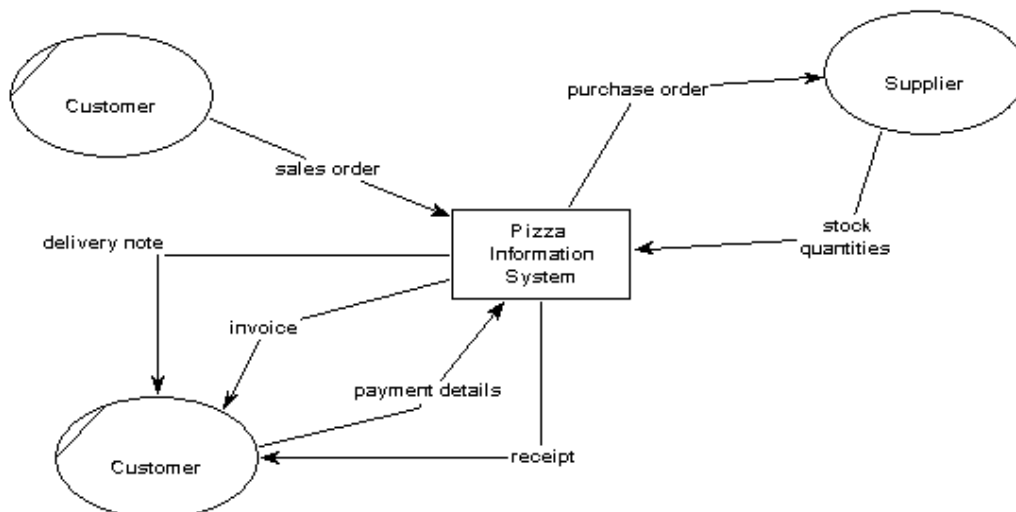 Customer
Supplier
purchase order
sales order
Pizza
Information
System
stock
quantities
delivery note
invoice
payment details
receipt
Customer